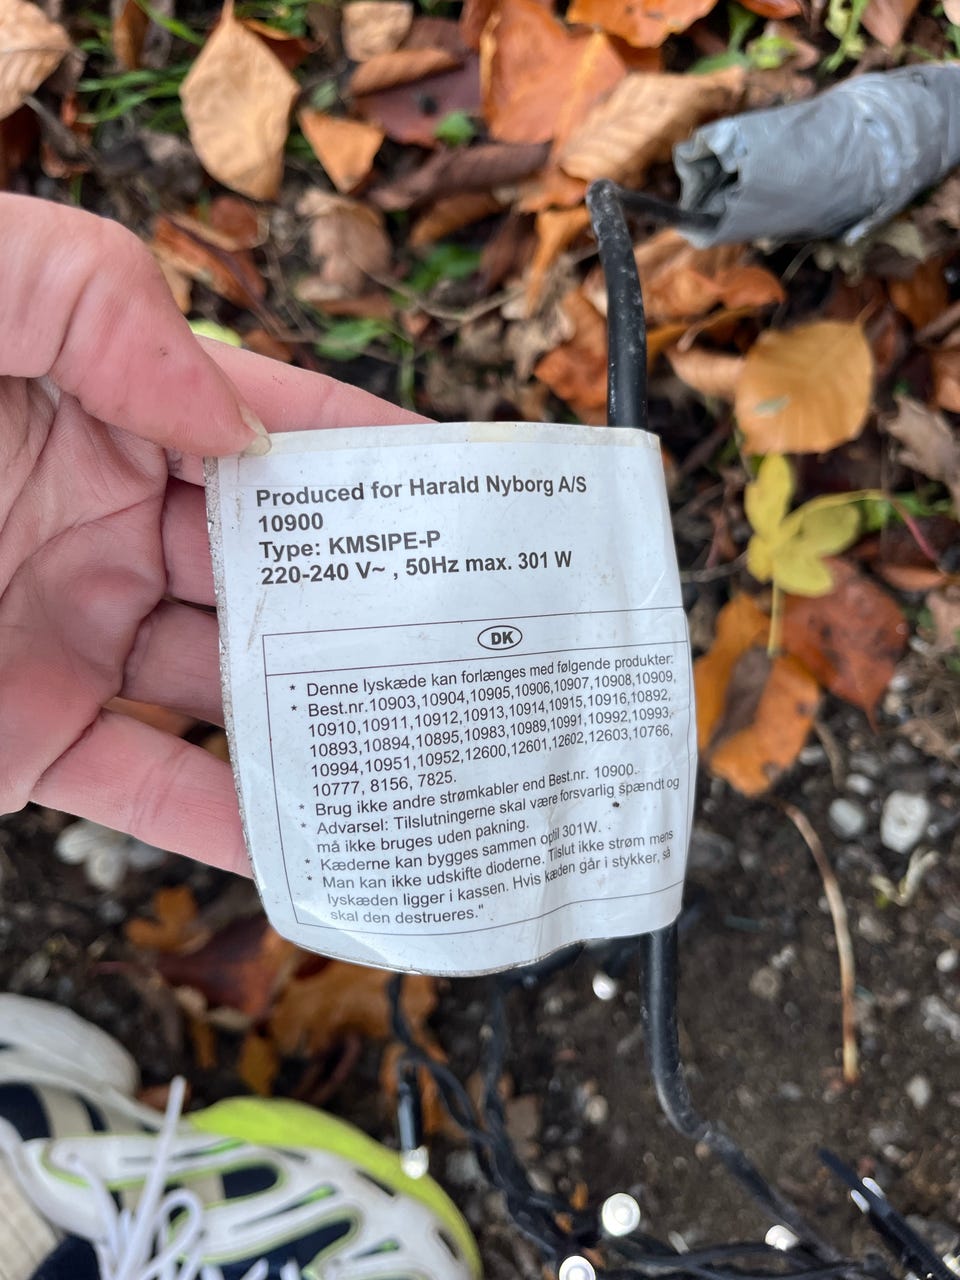 Produced for Harald Nyborg A/S
10900
Type: KMSIPE-P
220-240 V~ , 50Hz max. 301 W
DK
* Denne lyskæde kan forlænges med følgende produkter:
* Best.nr.10903,10904,10905,10906,10907,10908,10909,
10910,10911,10912,10913,10914,10915,10916,10892,
10893,10894,10895,10983,10989,10991,10992,10993,
10994,10951,10952,12600,12601,12602,12603,10766,
10777, 8156, 7825.
* Brug ikke andre strømkabler end Best.nr. 10900.
* Advarsel: Tilslutningerne skal være forsvarlig spændt og
må ikke bruges uden pakning.
* Kæderne kan bygges sammen optil 301W.
* Man kan ikke udskifte dioderne. Tilslut ikke strøm mens
lyskæden ligger i kassen. Hvis kæden går i stykker, så
skal den destrueres."